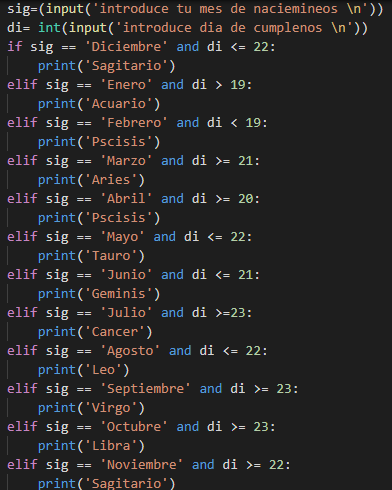 sig=(input('introduce tu mes de naciemineos \n'))
di= int(input('introduce dia de cumplenos \n'))
if sig == 'Diciembre' and di <= 22:
    print('Sagitario')
elif sig == 'Enero' and di > 19:
    print('Acuario')
elif sig == 'Febrero' and di < 19:
    print('Pscisis')
elif sig == 'Marzo' and di >= 21:
    print('Aries')
elif sig == 'Abril' and di >= 20:
    print('Pscisis')
elif sig == 'Mayo' and di <= 22:
    print('Tauro')
elif sig == 'Junio' and di <= 21:
    print('Geminis')
elif sig == 'Julio' and di >=23:
    print('Cancer')
elif sig == 'Agosto' and di <= 22:
    print('Leo')
elif sig == 'Septiembre' and di >= 23:
    print('Virgo')
elif sig == 'Octubre' and di >= 23:
    print('Libra')
elif sig == 'Noviembre' and di >= 22:
    print('Sagitario')